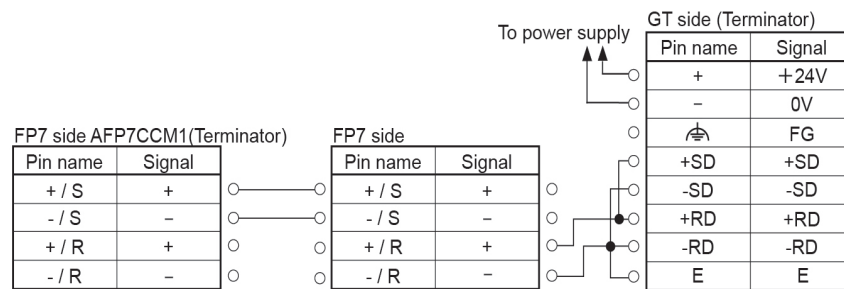 To power supply
GT side (Terminator)
Pin name Signal
+ +24V
− 0V
FG
+SD +SD
-SD -SD
+RD +RD
-RD -RD
E E
FP7 side AFP7CCM1(Terminator)
Pin name Signal
+ / S +
- / S −
+ / R +
- / R −
FP7 side
Pin name Signal
+ / S +
- / S −
+ / R +
- / R −